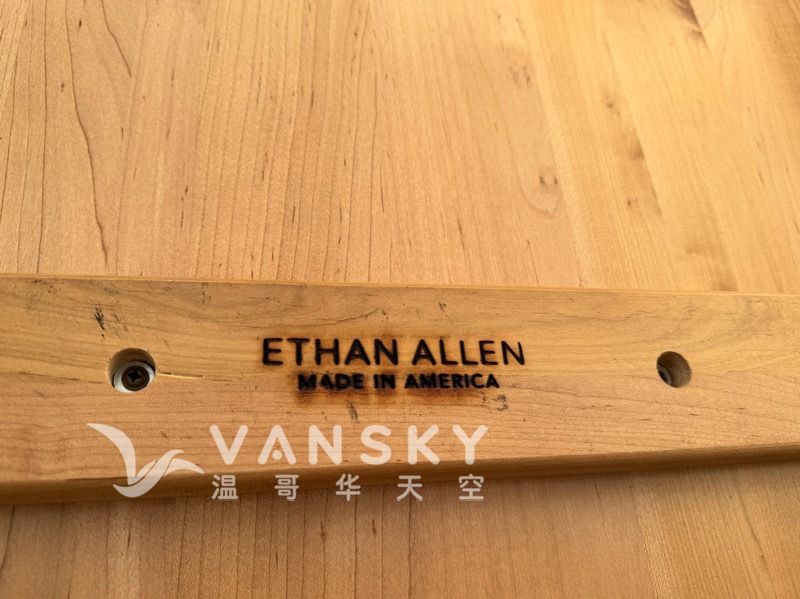 ETHAN ALLEN
MADE IN AMERICA
VANSKY
温哥华天空